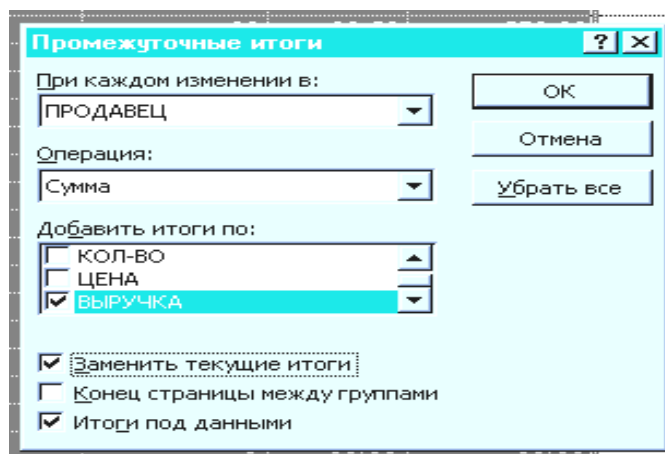 Промежуточные итоги
При каждом изменении в:
ПРОДАВЕЦ
Операция:
Сумма
Добавить итоги по:
КОЛ-ВО
ЦЕНА
ВЫРУЧКА
Заменить текущие итоги
Конец страницы между группами
Итоги под данными
ОК
Отмена
Убрать все